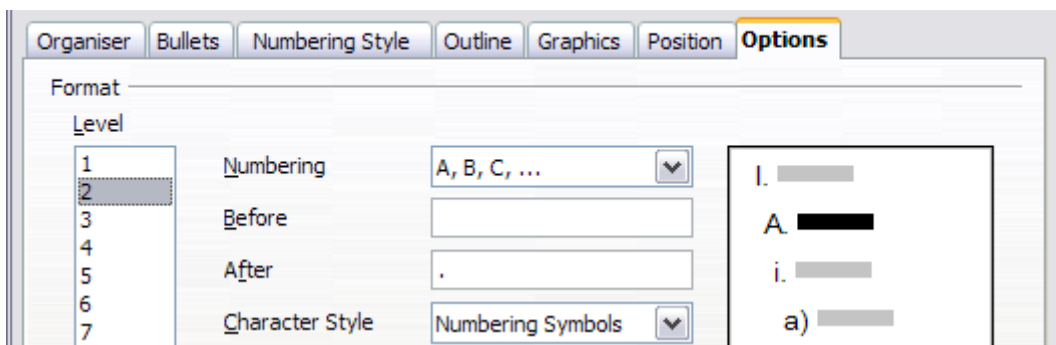 Organiser Bullets Numbering Style Outline Graphics Position Options
Format
Level
1
2
3
4
5
6
7
Numbering A, B, C, ...
Before
After .
Character Style Numbering Symbols
I.
A.
i.
a)